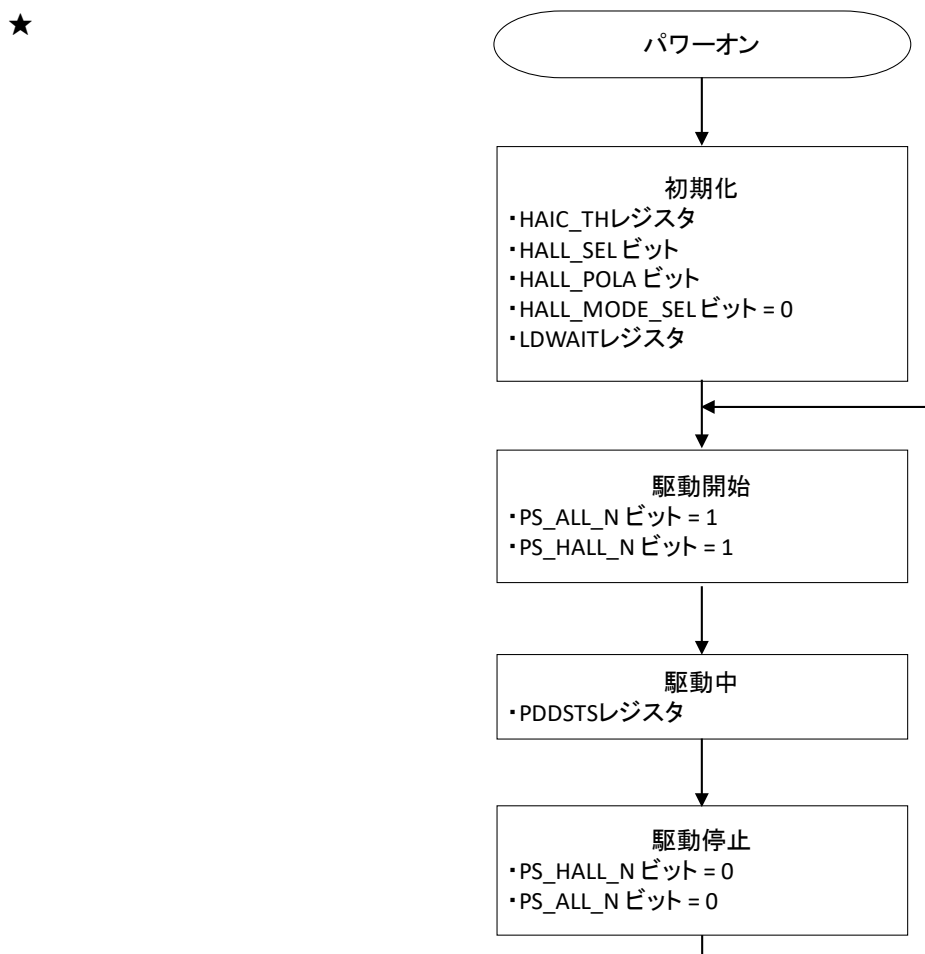 ★
パワーオン
初期化
・HAIC_THレジスタ
・HALL_SEL ビット
・HALL_POLA ビット
・HALL_MODE_SEL ビット = 0
・LDWAITレジスタ
駆動開始
・PS_ALL_N ビット = 1
・PS_HALL_N ビット = 1
駆動中
・PDDSTSレジスタ
駆動停止
・PS_HALL_N ビット = 0
・PS_ALL_N ビット = 0